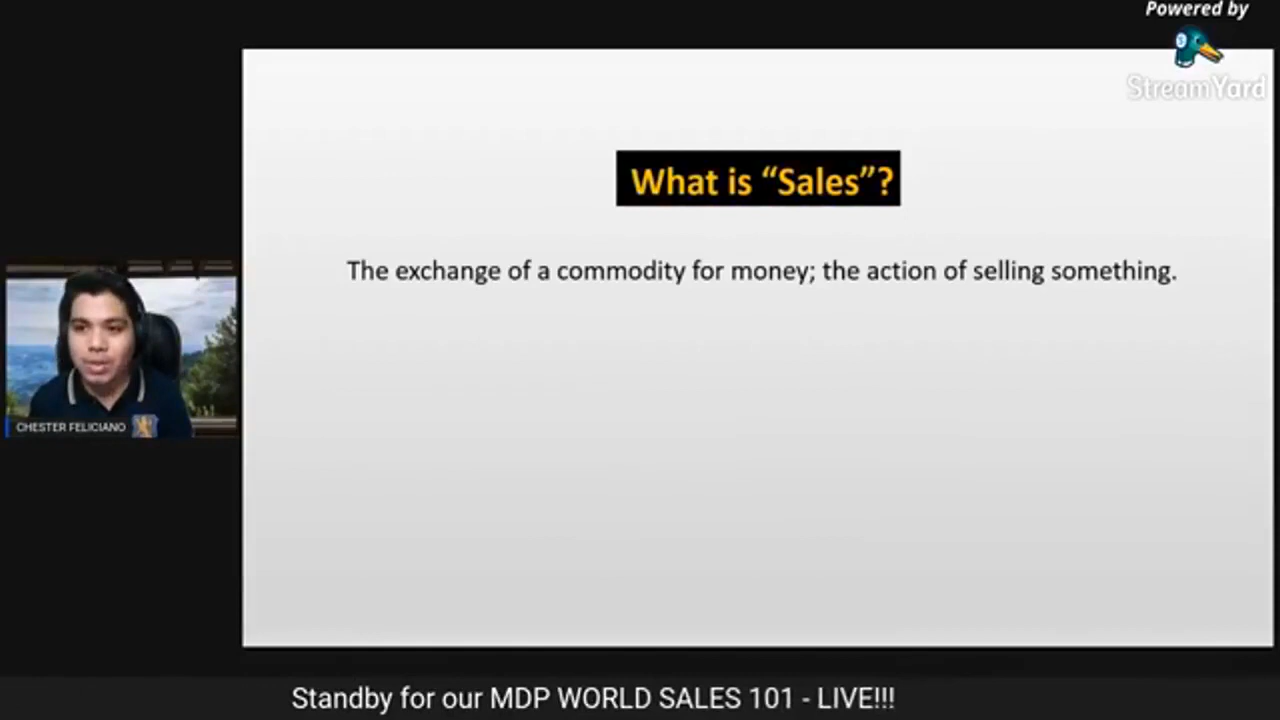 Powered by
StreamYard
What is “Sales”?
The exchange of a commodity for money; the action of selling something.
CHESTER FELICIANO
Standby for our MDP WORLD SALES 101 - LIVE!!!